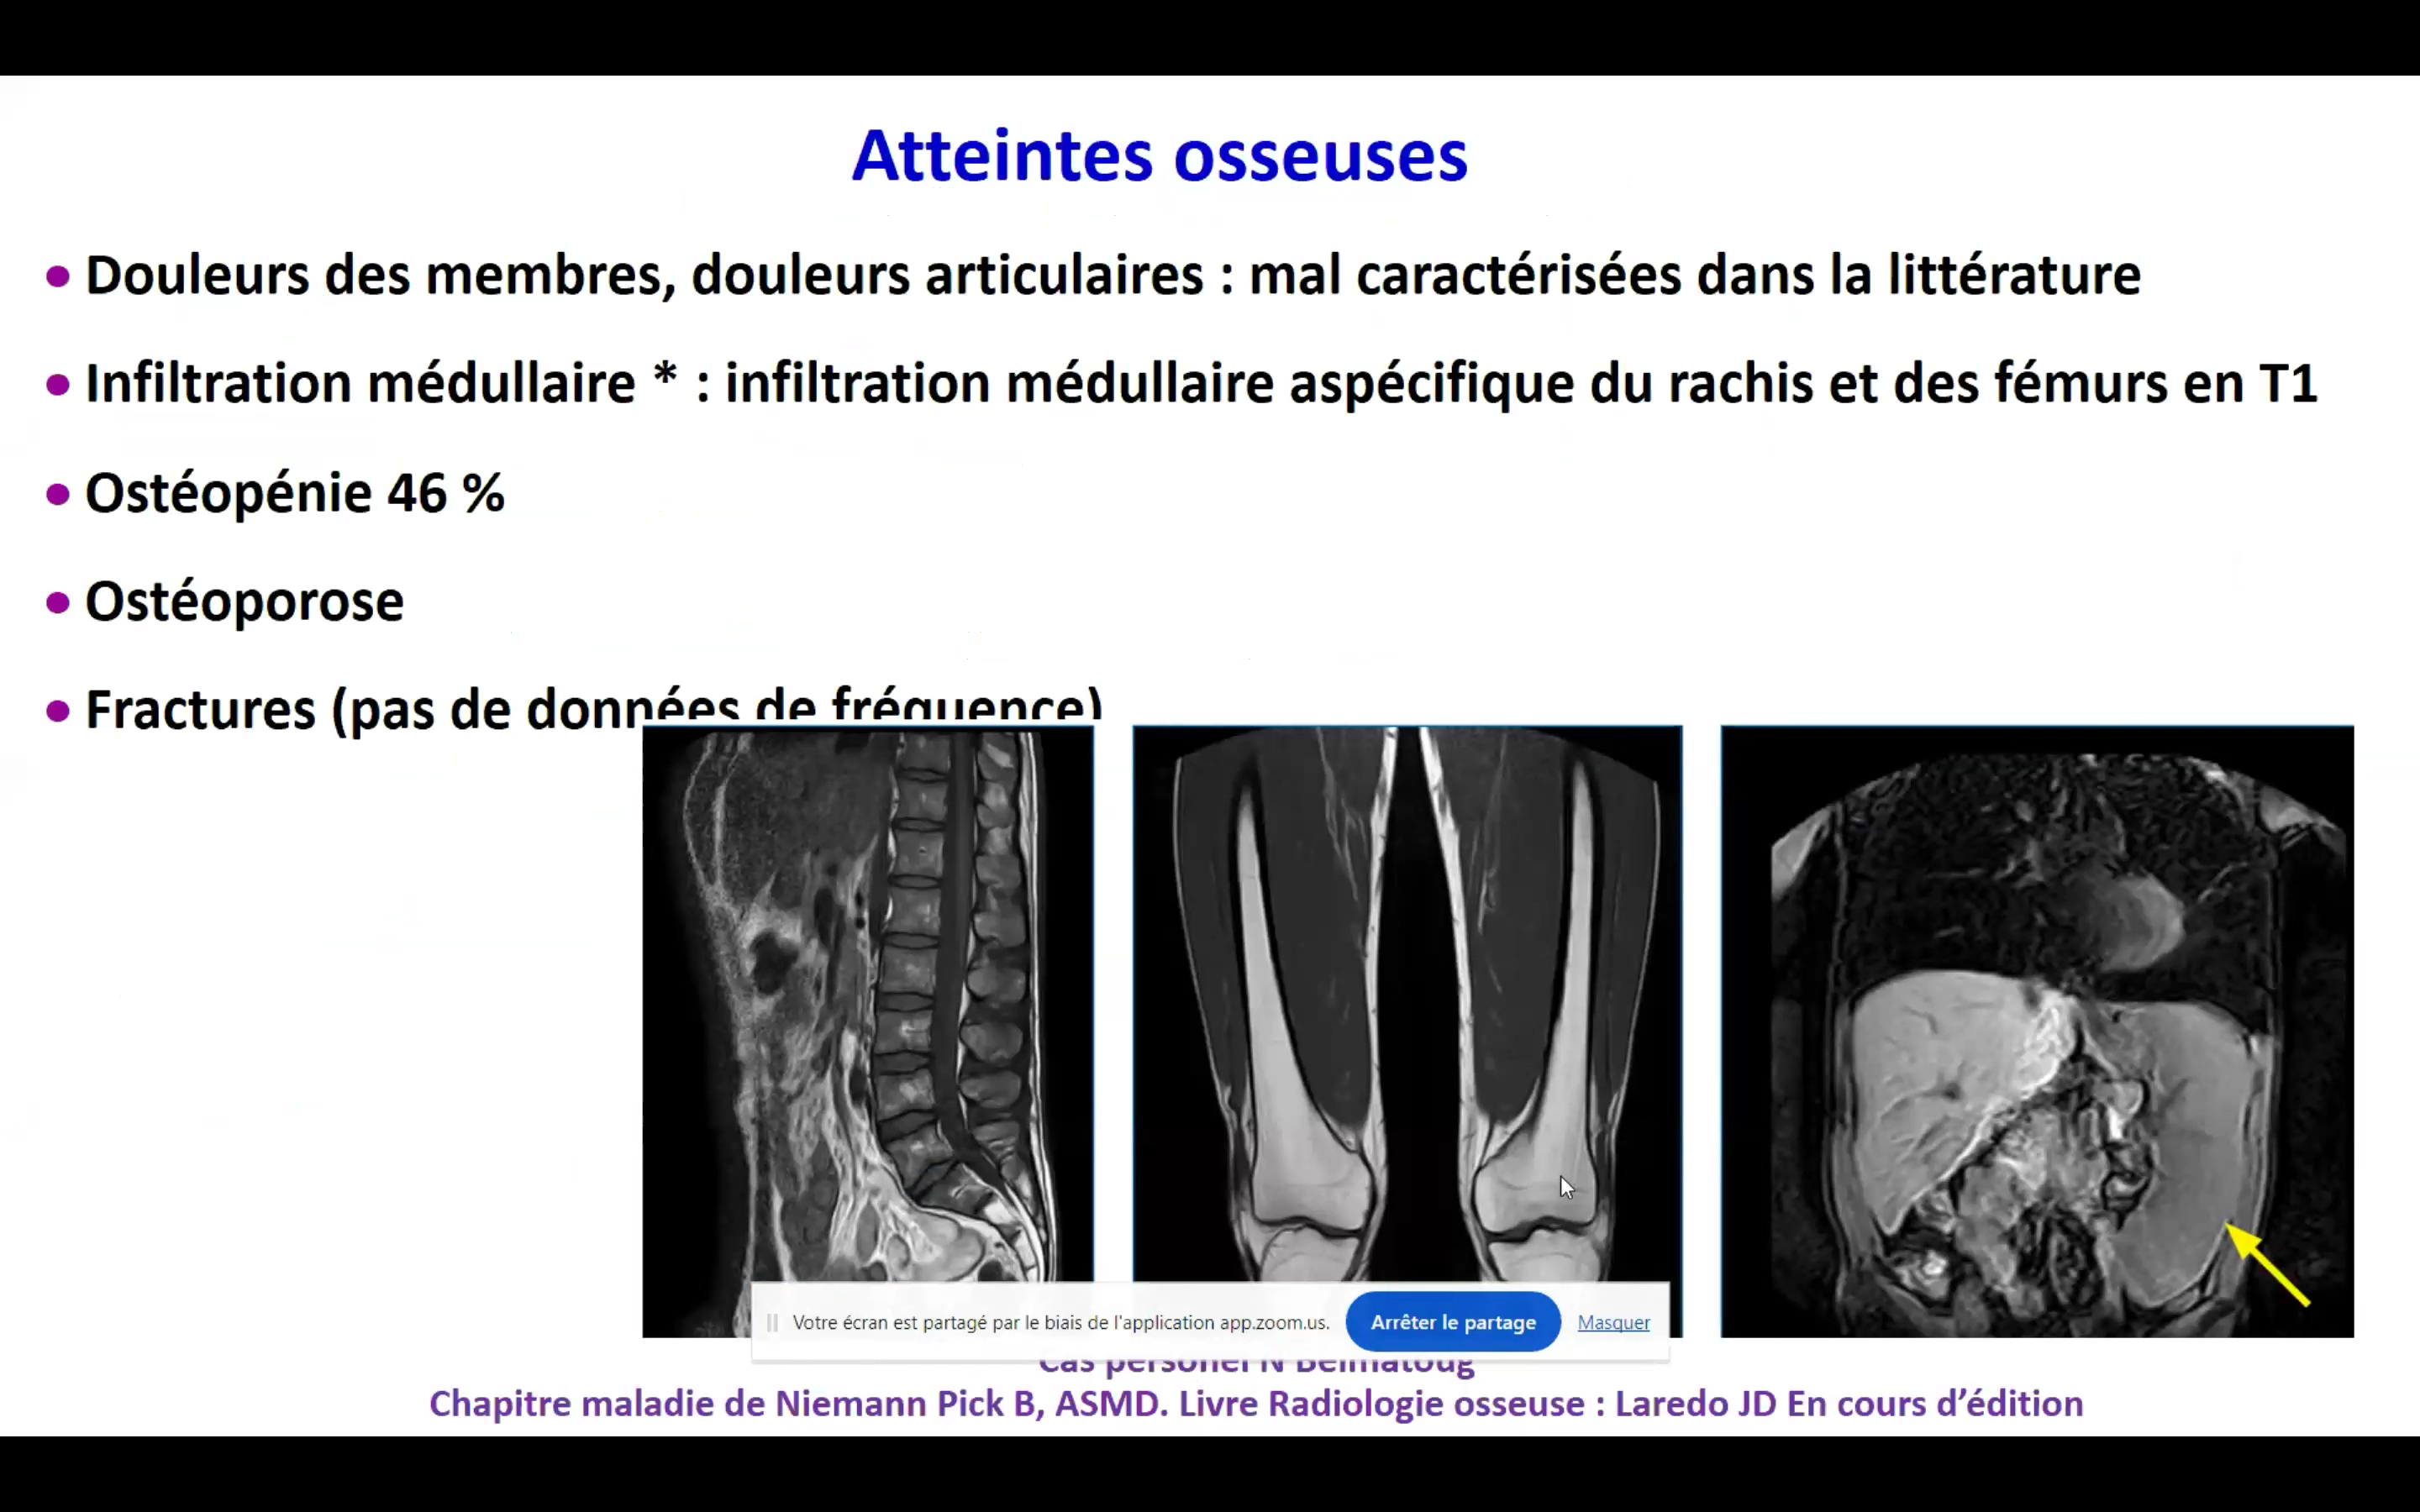 Atteintes osseuses
• Douleurs des membres, douleurs articulaires : mal caractérisées dans la littérature
• Infiltration médullaire * : infiltration médullaire aspécifique du rachis et des fémurs en T1
• Ostéopénie 46 %
• Ostéoporose
• Fractures (pas de données de fréquence)
Votre écran est partagé par le biais de l'application app.zoom.us. Arrêter le partage Masquer
Cas personel N Belmatoug
Chapitre maladie de Niemann Pick B, ASMD. Livre Radiologie osseuse : Laredo JD En cours d’édition